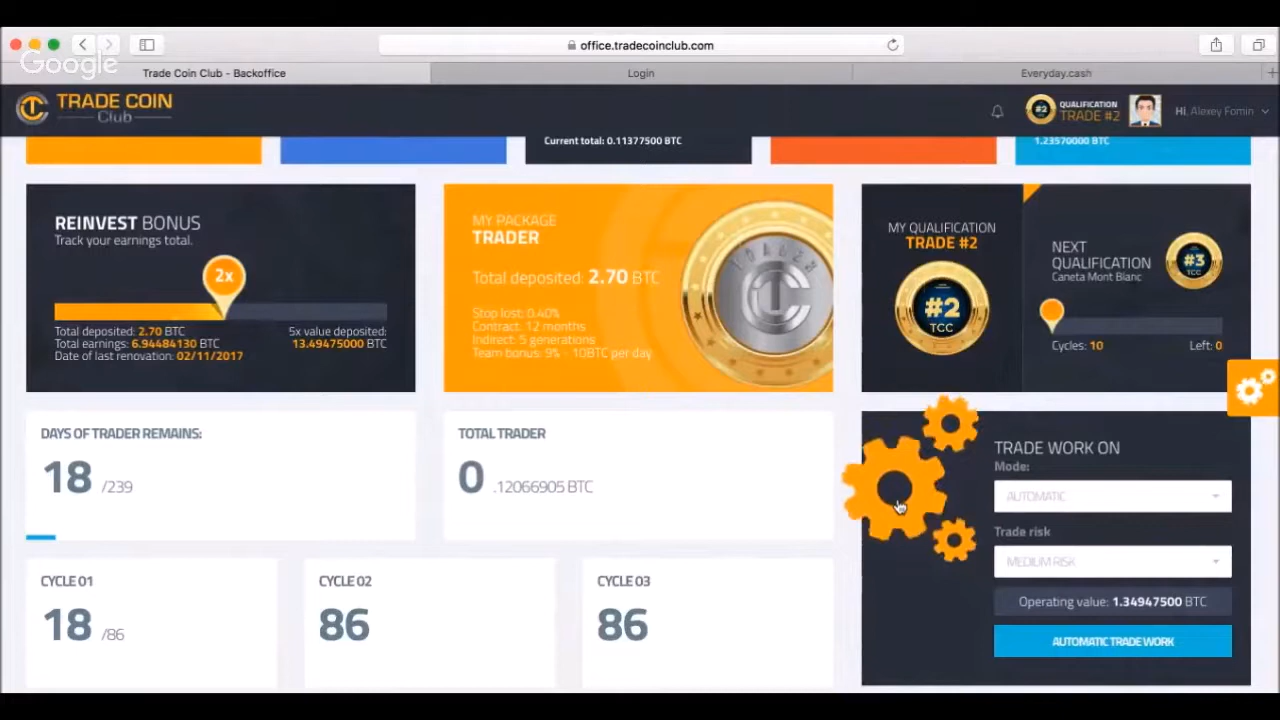 office.tradecoinclub.com
Google
Trade Coin Club - Backoffice
Login
Everyday.cash
TRADE COIN
Club
#2
QUALIFICATION
TRADE #2
Hi, Alexey Fomin
Current total: 0.11377500 BTC
1.23570000 BTC
REINVEST BONUS
Track your earnings total.
2x
Total deposited: 2.70 BTC
Total earnings: 6.94484130 BTC
Date of last renovation: 02/11/2017
5x value deposited:
13.49475000 BTC
MY PACKAGE
TRADER
Total deposited: 2.70 BTC
Stop lost: 0.40%
Contract: 12 months
Indirect: 5 generations
Team bonus: 9% - 10BTC per day
TRADER
MY QUALIFICATION
TRADE #2
#2
TCC
NEXT
QUALIFICATION
Caneta Mont Blanc
#3
TCC
Cycles: 10
Left: 0
DAYS OF TRADER REMAINS:
18 /239
TOTAL TRADER
0 .12066905 BTC
TRADE WORK ON
Mode:
AUTOMATIC
Trade risk
MEDIUM RISK
Operating value: 1.34947500 BTC
AUTOMATIC TRADE WORK
CYCLE 01
18 /86
CYCLE 02
86
CYCLE 03
86